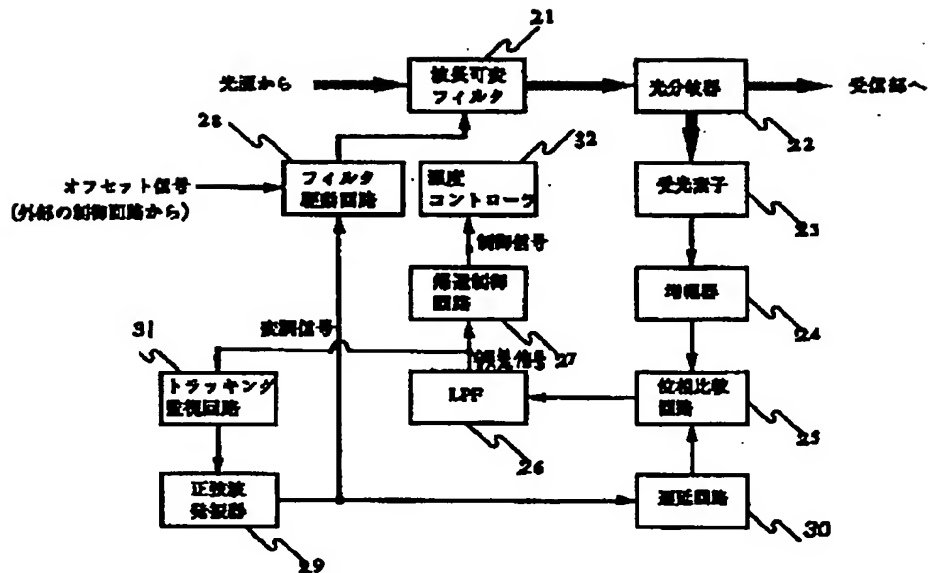 21
光源から
波長可変
フィルタ
光分岐器
受信部へ
28
32
22
オフセット信号
(外部の制御回路から)
フィルタ
駆動回路
温度
コントローラ
受光素子
23
制御信号
帰還制御
回路
増幅器
24
31
変調信号
誤差信号
27
トラッキング
監視回路
LPF
位相比較
回路
26
25
正弦波
発振器
遅延回路
29
30